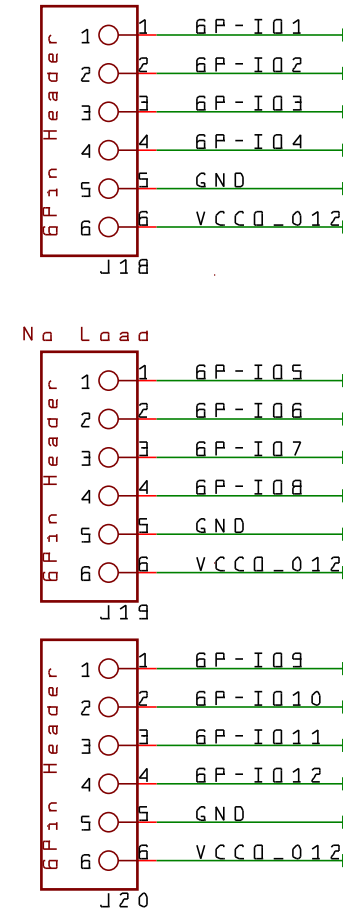 1 1 6P-IO1
2 2 6P-IO2
3 3 6P-IO3
4 4 6P-IO4
5 5 GND
6 6 VCCO_012
6Pin Header
J18
No Load
1 1 6P-IO5
2 2 6P-IO6
3 3 6P-IO7
4 4 6P-IO8
5 5 GND
6 6 VCCO_012
6Pin Header
J19
1 1 6P-IO9
2 2 6P-IO10
3 3 6P-IO11
4 4 6P-IO12
5 5 GND
6 6 VCCO_012
6Pin Header
J20